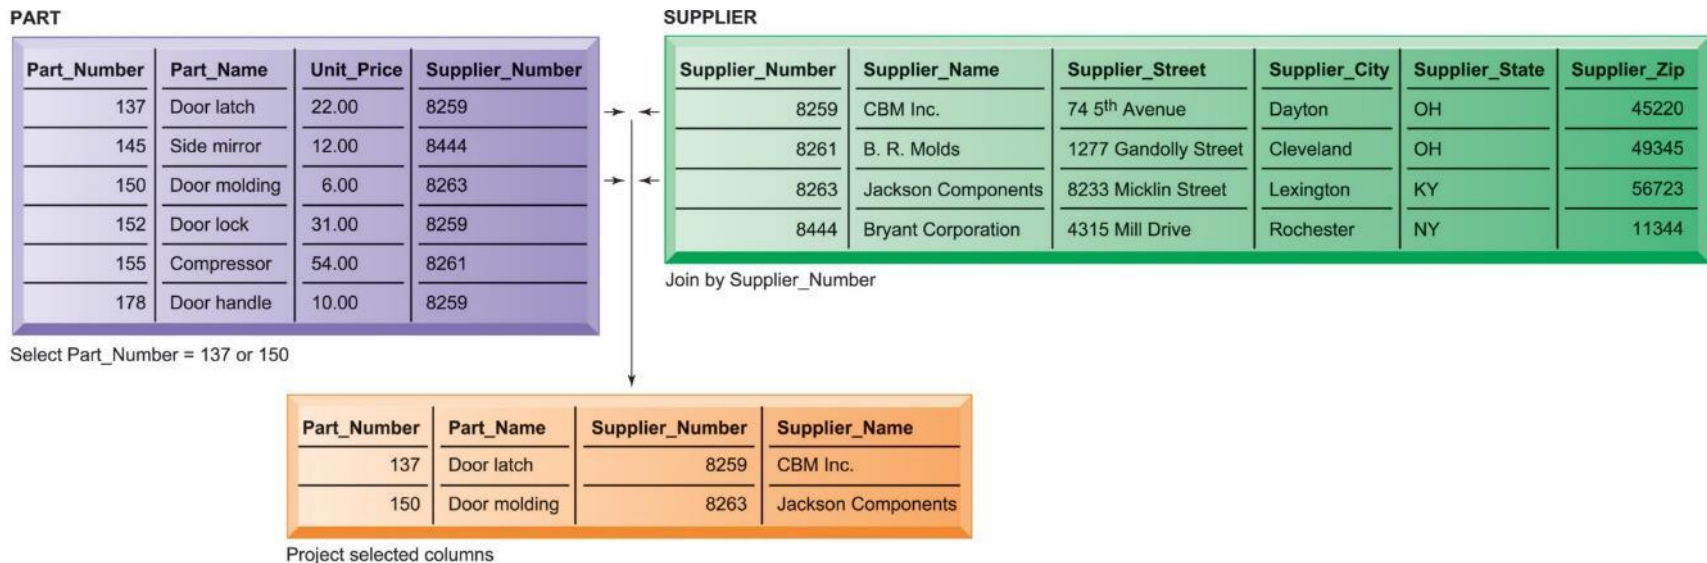 PART
Part_Number Part_Name Unit_Price Supplier_Number
137 Door latch 22.00 8259
145 Side mirror 12.00 8444
150 Door molding 6.00 8263
152 Door lock 31.00 8259
155 Compressor 54.00 8261
178 Door handle 10.00 8259
Select Part_Number = 137 or 150
SUPPLIER
Supplier_Number Supplier_Name Supplier_Street Supplier_City Supplier_State Supplier_Zip
8259 CBM Inc. 74 5th Avenue Dayton OH 45220
8261 B. R. Molds 1277 Gandolly Street Cleveland OH 49345
8263 Jackson Components 8233 Micklin Street Lexington KY 56723
8444 Bryant Corporation 4315 Mill Drive Rochester NY 11344
Join by Supplier_Number
Part_Number Part_Name Supplier_Number Supplier_Name
137 Door latch 8259 CBM Inc.
150 Door molding 8263 Jackson Components
Project selected columns